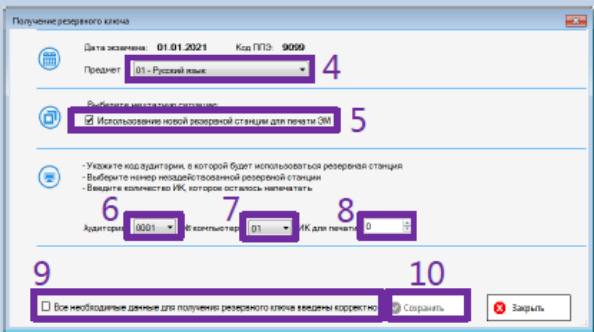 Получение резервного ключа
Дата экзамена: 01.01.2021 Код ППЭ: 9099
Предмет 01 - Русский язык 4
Выберите нештатную ситуацию:
Использование новой резервной станции для печати ЭМ 5
- Укажите код аудитории, в которой будет использоваться резервная станция
- Выберите номер незадействованной резервной станции
- Введите количество ИК, которое осталось напечатать
6 7 8
Аудитория 0001 компьютера 01 ИК для печати 0
9 10
Все необходимые данные для получения резервного ключа введены корректно Сохранить Закрыть